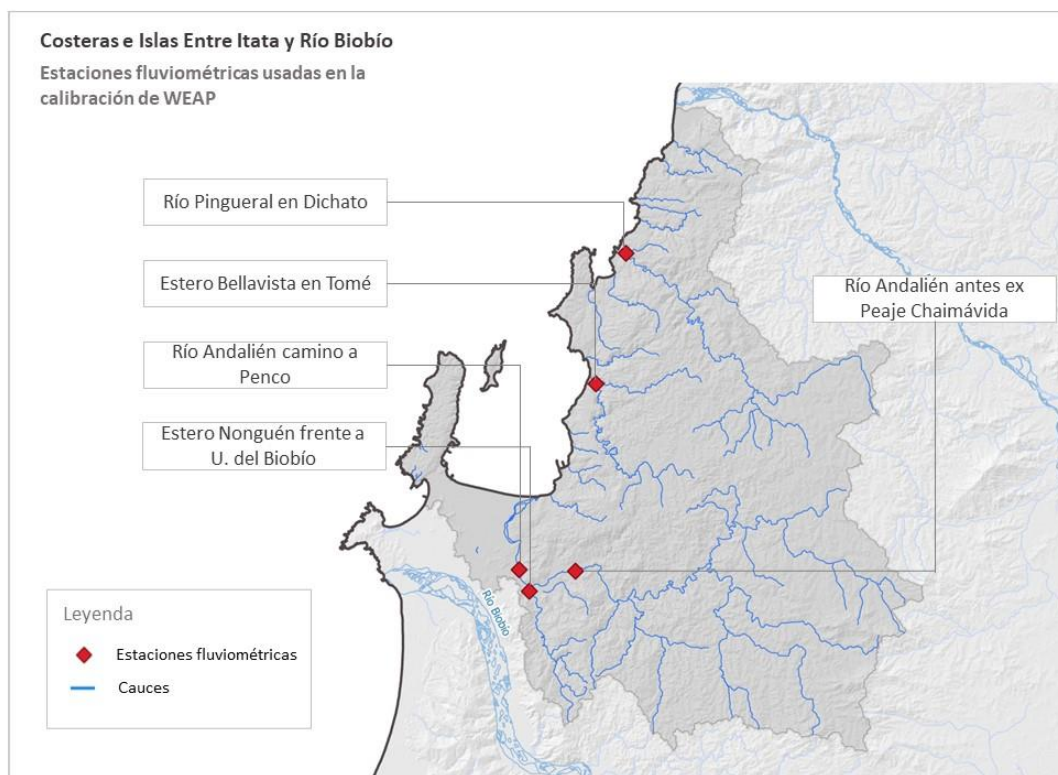 Costeras e Islas Entre Itata y Río Biobío
Estaciones fluviométricas usadas en la
calibración de WEAP
Río Pingueral en Dichato
Estero Bellavista en Tomé
Río Andalién antes ex
Peaje Chaimávida
Río Andalién camino a
Penco
Estero Nonguén frente a
U. del Biobío
Río Biobío
Leyenda
Estaciones fluviométricas
Cauces